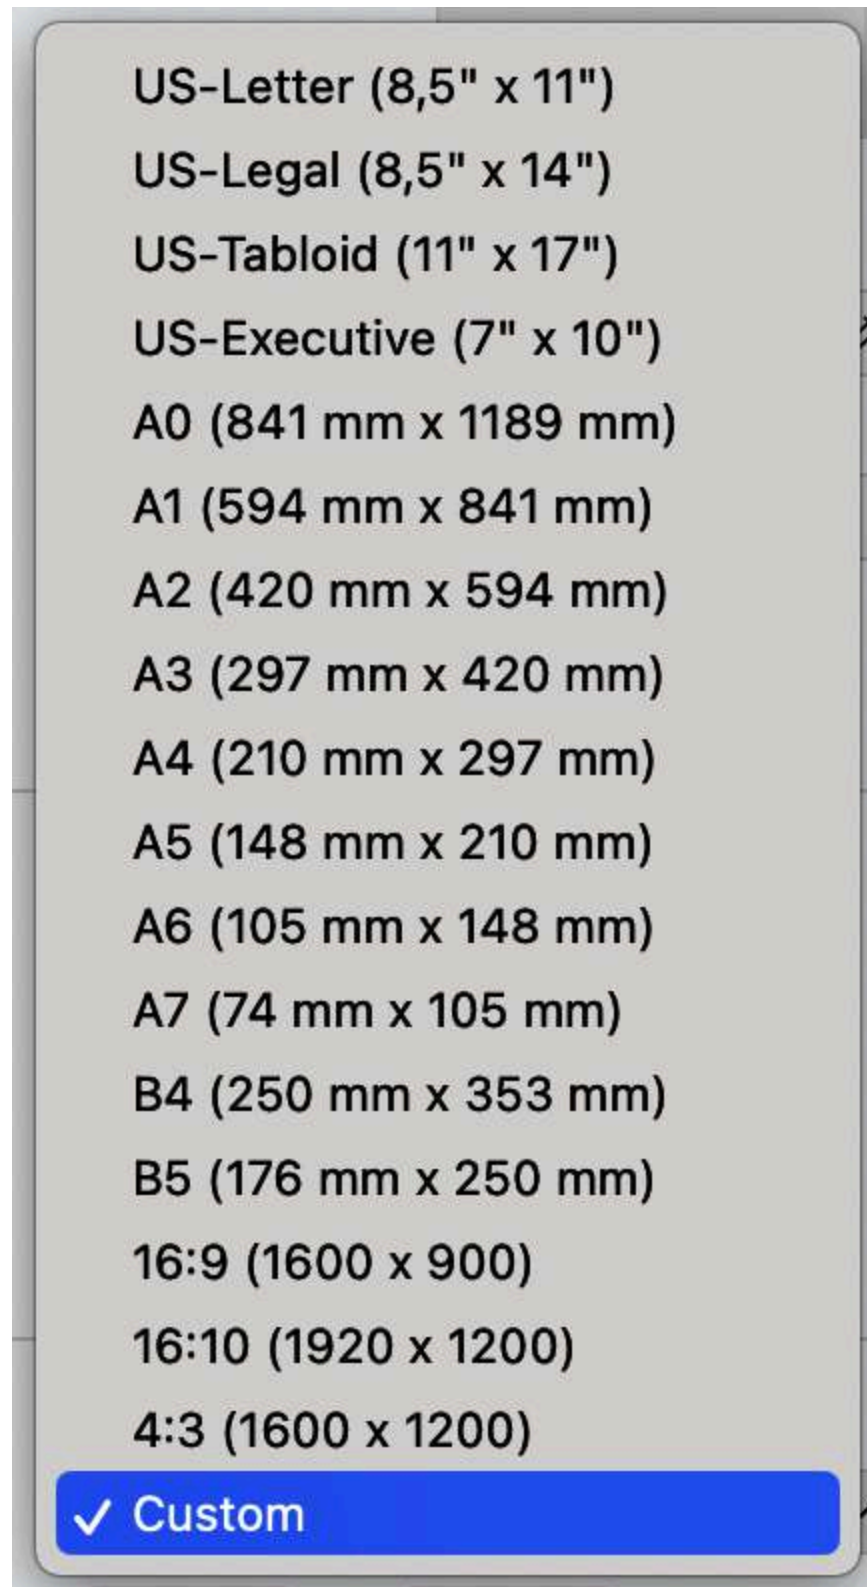 US-Letter (8,5" x 11")
US-Legal (8,5" x 14")
US-Tabloid (11" x 17")
US-Executive (7" x 10")
A0 (841 mm x 1189 mm)
A1 (594 mm x 841 mm)
A2 (420 mm x 594 mm)
A3 (297 mm x 420 mm)
A4 (210 mm x 297 mm)
A5 (148 mm x 210 mm)
A6 (105 mm x 148 mm)
A7 (74 mm x 105 mm)
B4 (250 mm x 353 mm)
B5 (176 mm x 250 mm)
16:9 (1600 x 900)
16:10 (1920 x 1200)
4:3 (1600 x 1200)
✓ Custom